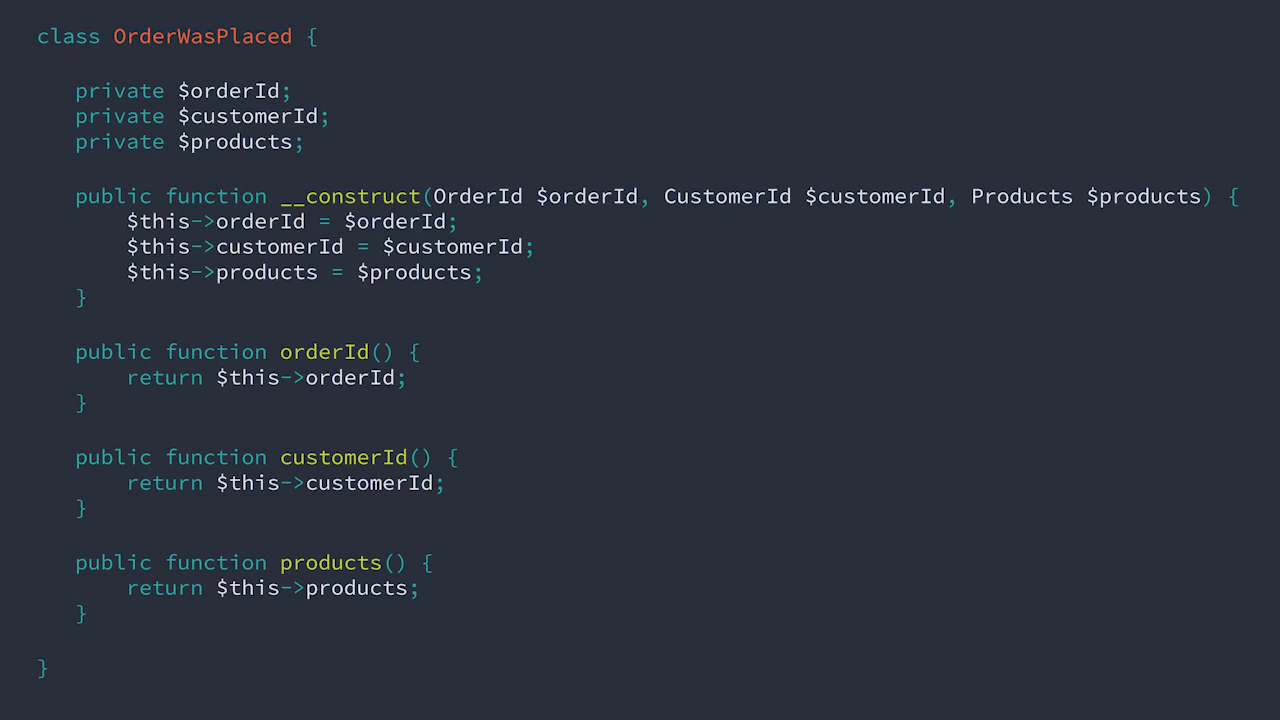 class OrderWasPlaced {
private $orderId;
private $customerId;
private $products;
public function __construct(OrderId $orderId, CustomerId $customerId, Products $products) {
$this->orderId = $orderId;
$this->customerId = $customerId;
$this->products = $products;
}
public function orderId() {
return $this->orderId;
}
public function customerId() {
return $this->customerId;
}
public function products() {
return $this->products;
}
}